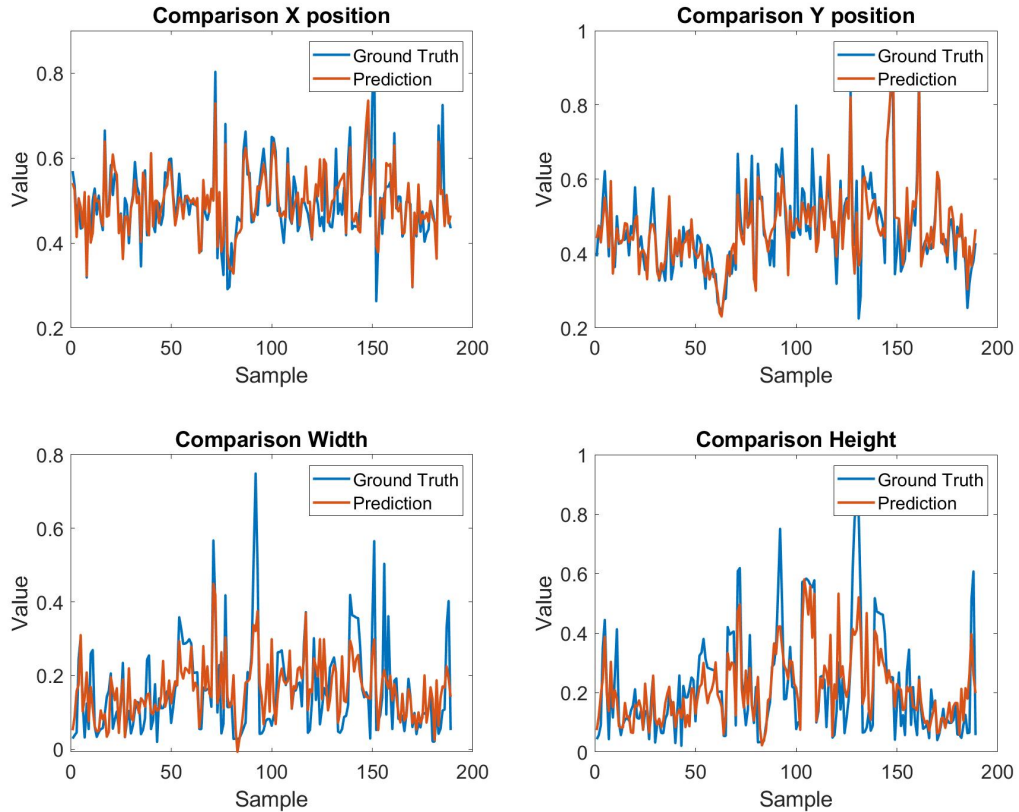 Comparison X position
Value
0.8
0.6
0.4
0.2
Ground Truth
Prediction
0 50 100 150 200
Sample
Comparison Y position
Value
1
0.8
0.6
0.4
0.2
Ground Truth
Prediction
0 50 100 150 200
Sample
Comparison Width
Value
0.8
0.6
0.4
0.2
0
Ground Truth
Prediction
0 50 100 150 200
Sample
Comparison Height
Value
1
0.8
0.6
0.4
0.2
0
Ground Truth
Prediction
0 50 100 150 200
Sample